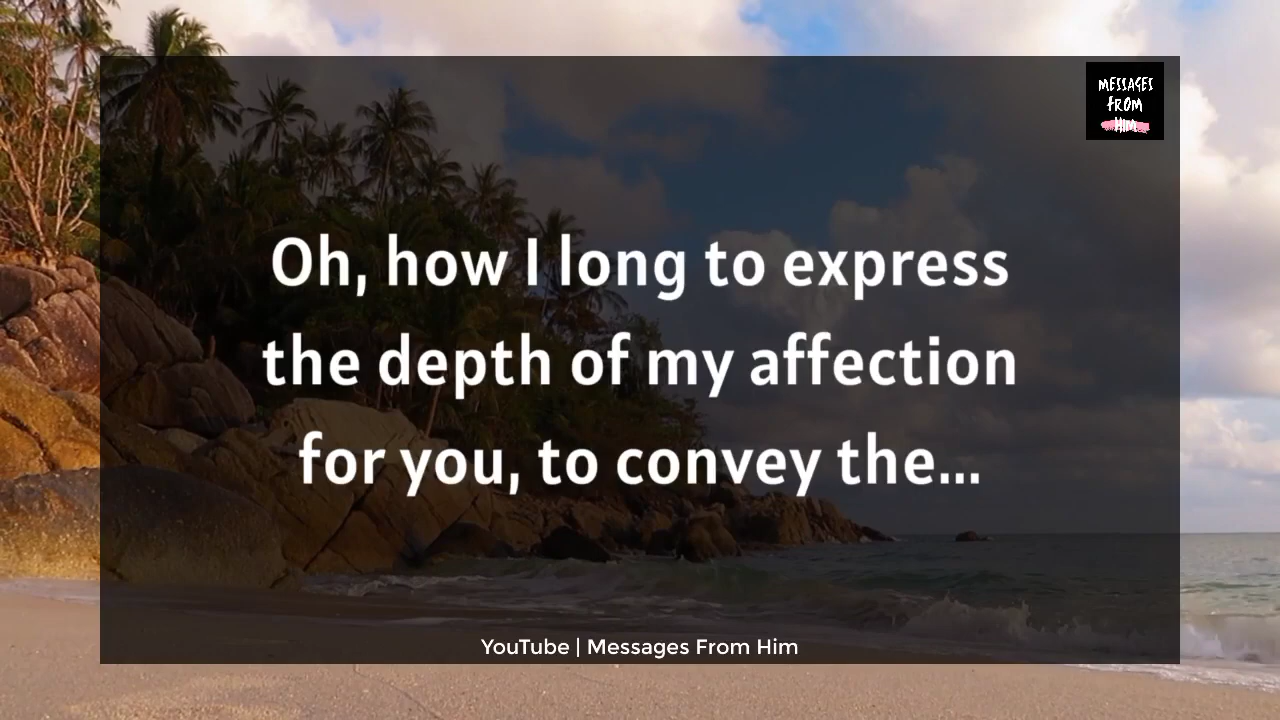 MESSAGES
FROM
HIM
Oh, how I long to express
the depth of my affection
for you, to convey the...
YouTube | Messages From Him